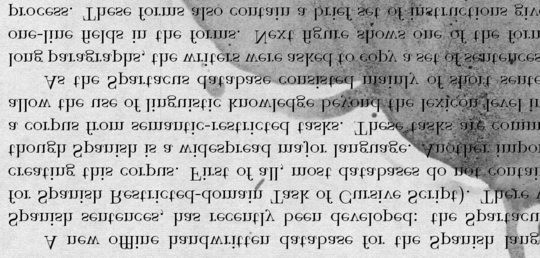 A new offline handwritten database for the Spanish lang
Spanish sentences, has recently been developed: the Spartacu
for Spanish Restricted-domain Task of Cursive Script). There
creating this corpus. First of all, most databases do not contai
though Spanish is a widespread major language. Another impor
a corpus from semantic-restricted tasks. These tasks are comm
allow the use of linguistic knowledge beyond the lexicon level in
As the Spartacus database consisted mainly of short sente
long paragraphs, the writers were asked to copy a set of sentences
one-line fields in the forms. Next figure shows one of the form
process. These forms also contain a brief set of instructions giv